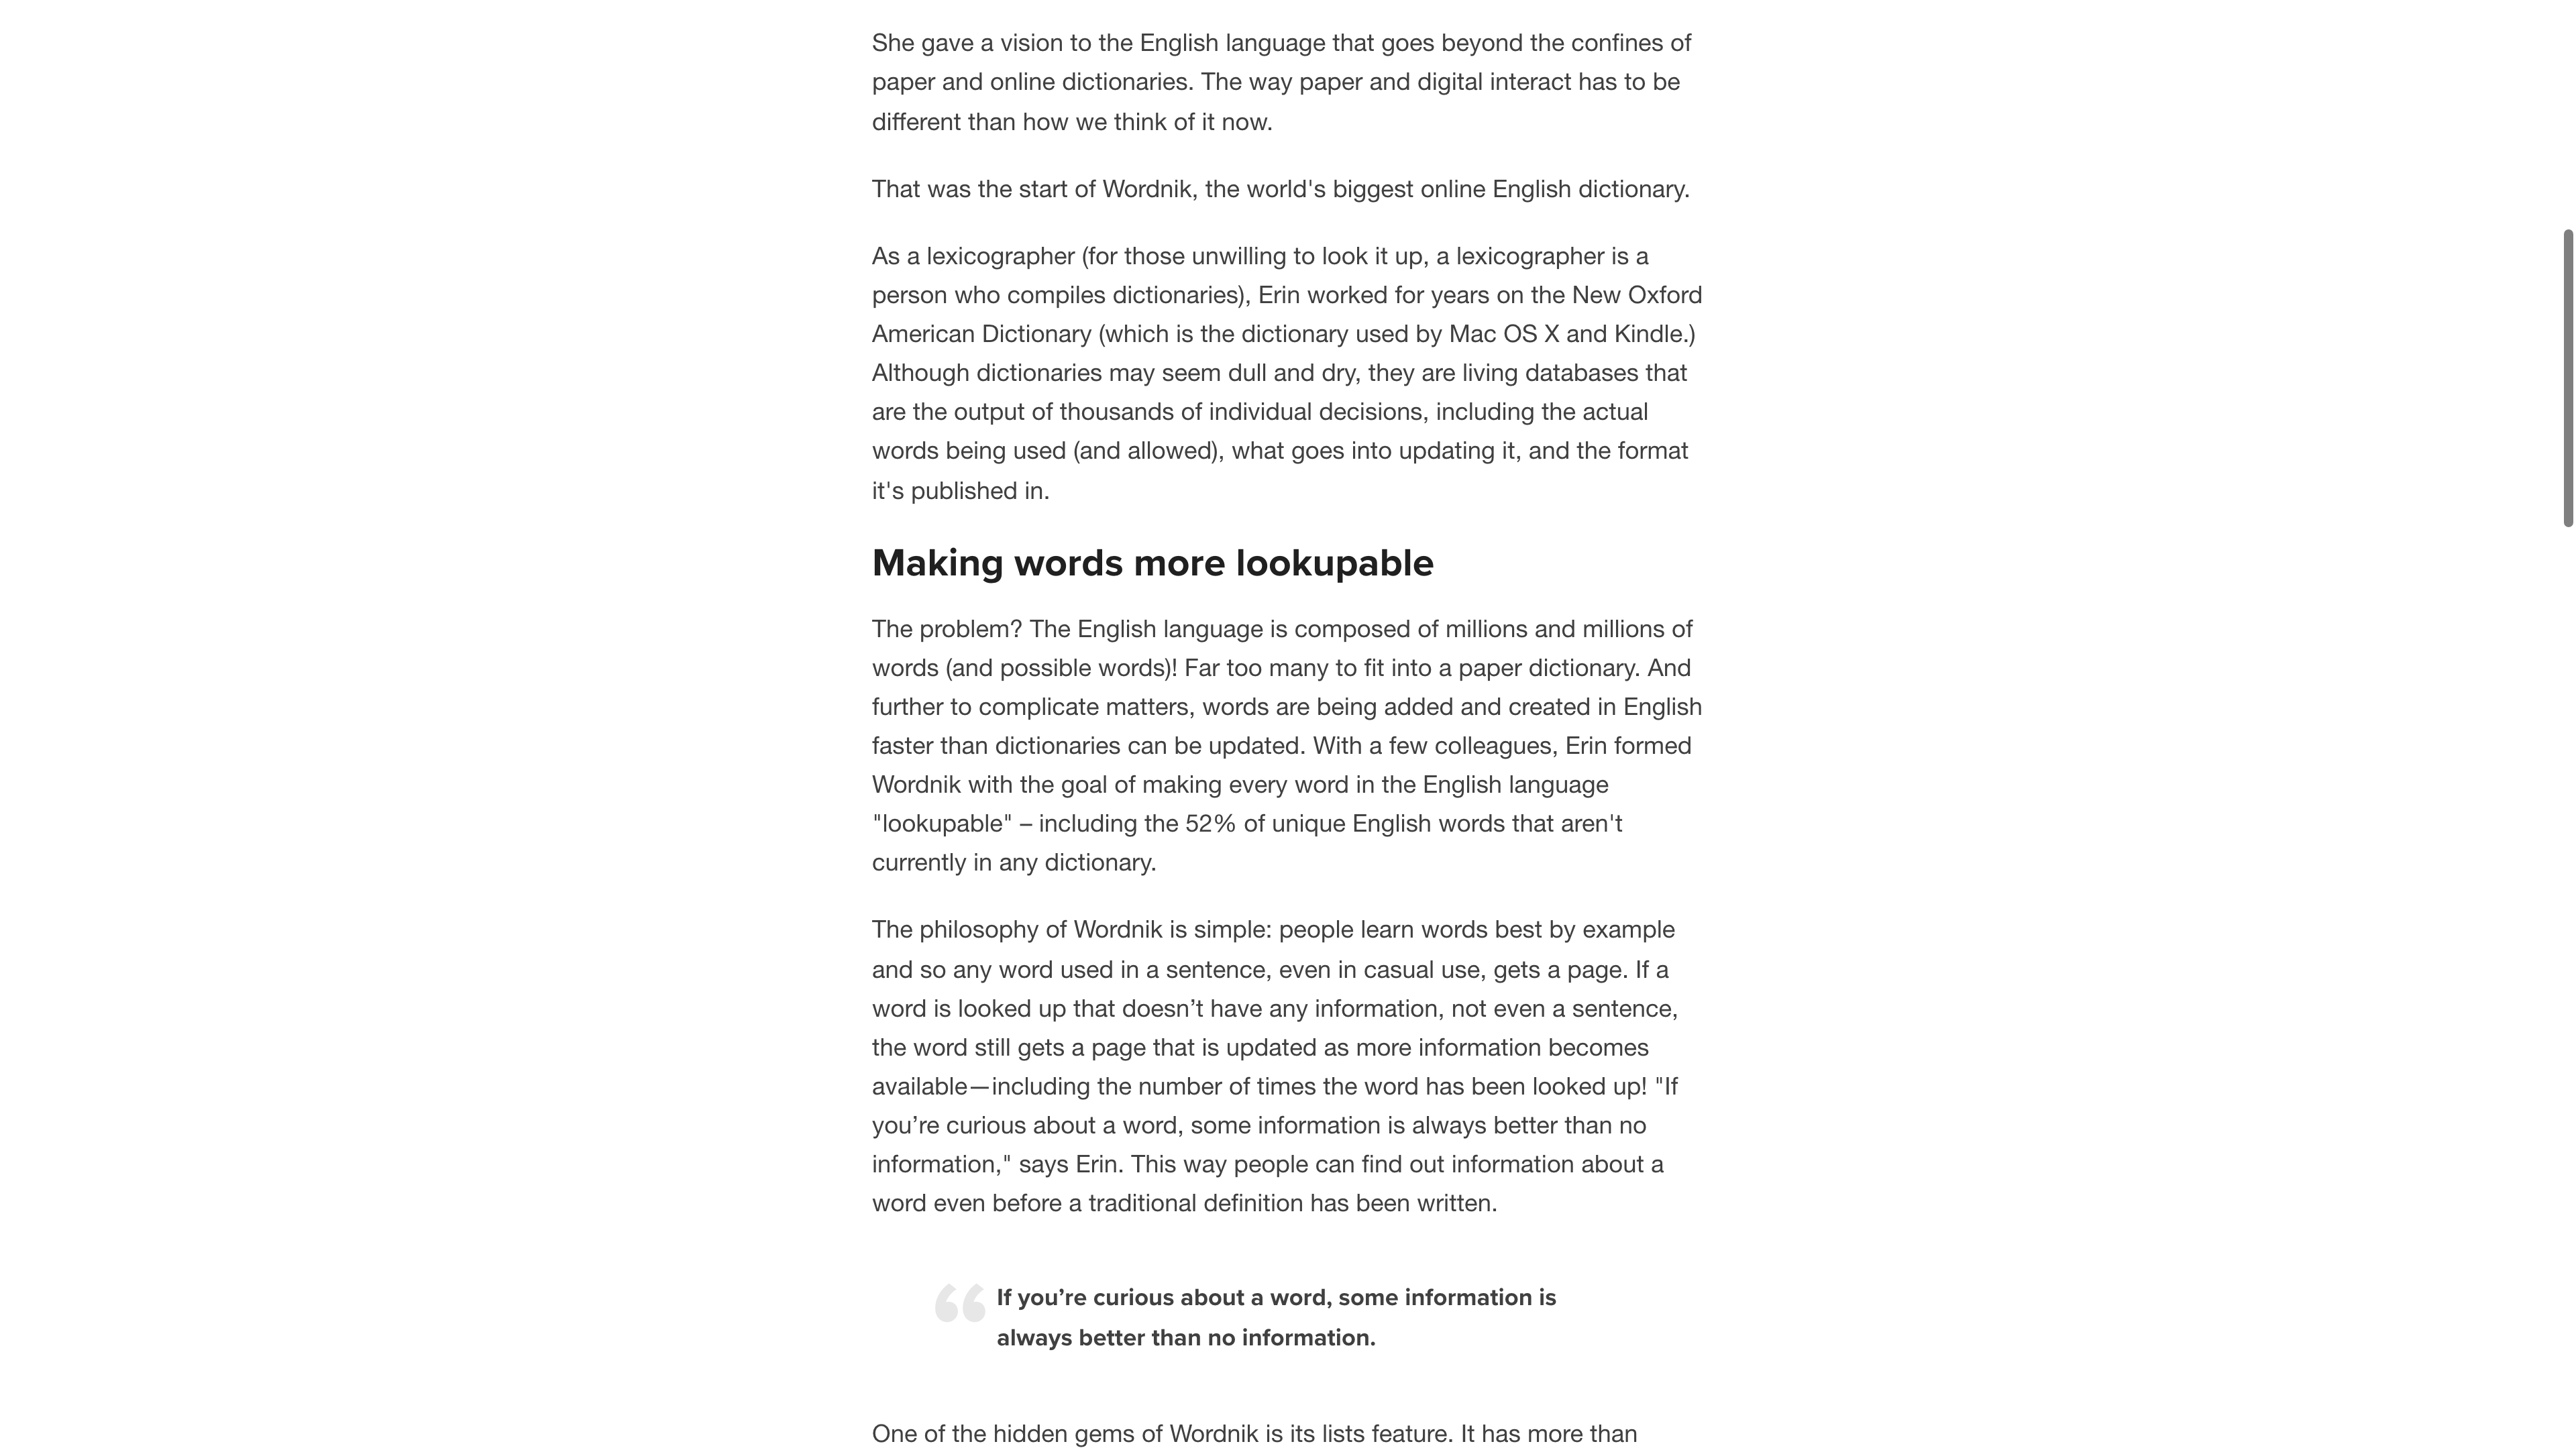 She gave a vision to the English language that goes beyond the confines of
paper and online dictionaries. The way paper and digital interact has to be
different than how we think of it now.
That was the start of Wordnik, the world's biggest online English dictionary.
As a lexicographer (for those unwilling to look it up, a lexicographer is a
person who compiles dictionaries), Erin worked for years on the New Oxford
American Dictionary (which is the dictionary used by Mac OS X and Kindle.)
Although dictionaries may seem dull and dry, they are living databases that
are the output of thousands of individual decisions, including the actual
words being used (and allowed), what goes into updating it, and the format
it's published in.
Making words more lookupable
The problem? The English language is composed of millions and millions of
words (and possible words)! Far too many to fit into a paper dictionary. And
further to complicate matters, words are being added and created in English
faster than dictionaries can be updated. With a few colleagues, Erin formed
Wordnik with the goal of making every word in the English language
"lookupable" – including the 52% of unique English words that aren't
currently in any dictionary.
The philosophy of Wordnik is simple: people learn words best by example
and so any word used in a sentence, even in casual use, gets a page. If a
word is looked up that doesn’t have any information, not even a sentence,
the word still gets a page that is updated as more information becomes
available—including the number of times the word has been looked up! "If
you’re curious about a word, some information is always better than no
information," says Erin. This way people can find out information about a
word even before a traditional definition has been written.
“ If you’re curious about a word, some information is
always better than no information.
One of the hidden gems of Wordnik is its lists feature. It has more than